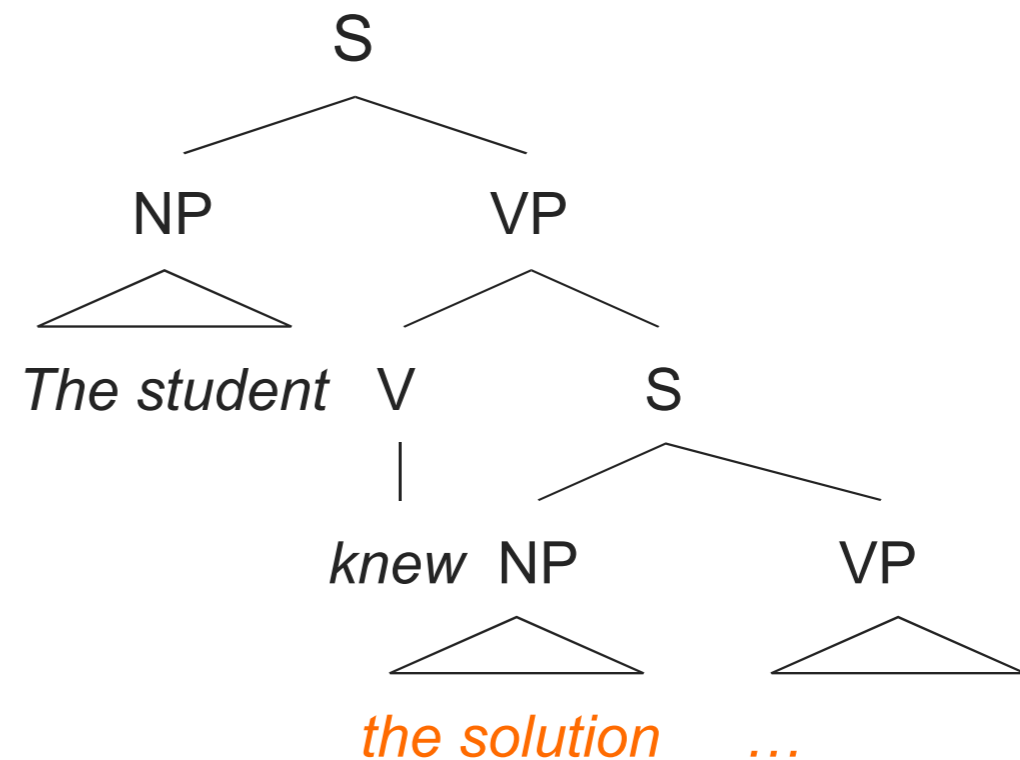 S
NP VP
The student V S
knew NP VP
the solution …